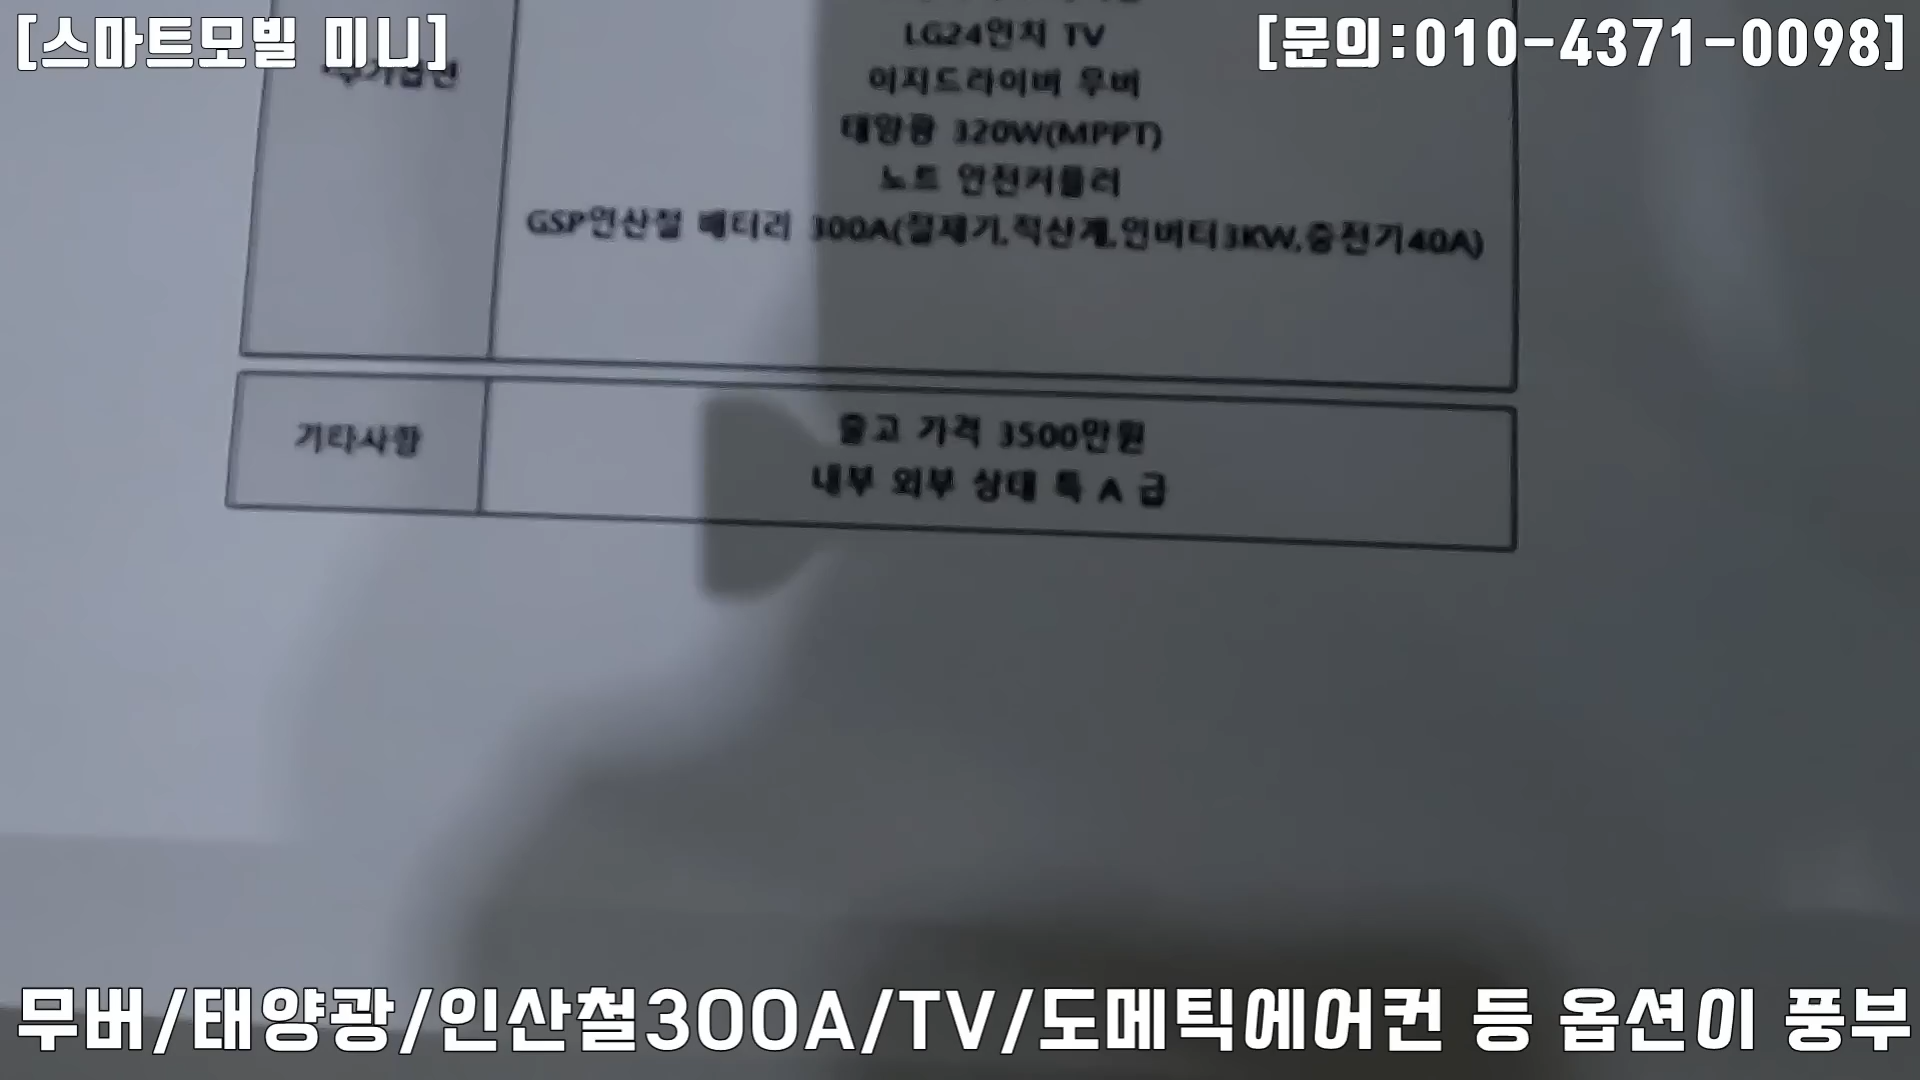 [스마트모빌 미니]
[문의:010-4371-0098]
LG24인치 TV
이지드라이버 무버
태양광 320W(MPPT)
노트 안전커플러
GSP인산철 배터리 300A(절체기,적산계,인버터3KW,충전기40A)
기타사항
출고 가격 3500만원
내부 외부 상태 특 A 급
무버/태양광/인산철300A/TV/도메틱에어컨 등 옵션이 풍부